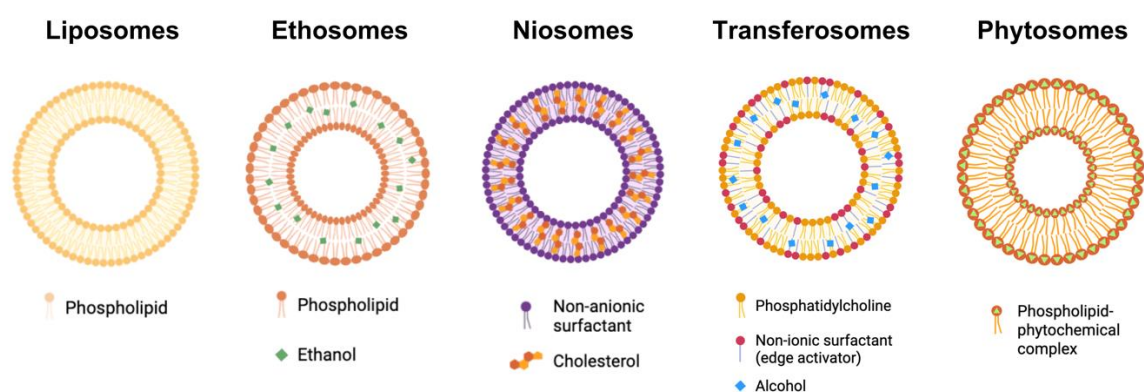 Liposomes
Ethosomes
Niosomes
Transferosomes
Phytosomes
Phospholipid
Phospholipid
Ethanol
Non-anionic
surfactant
Cholesterol
Phosphatidylcholine
Non-ionic surfactant
(edge activator)
Alcohol
Phospholipid-
phytochemical
complex